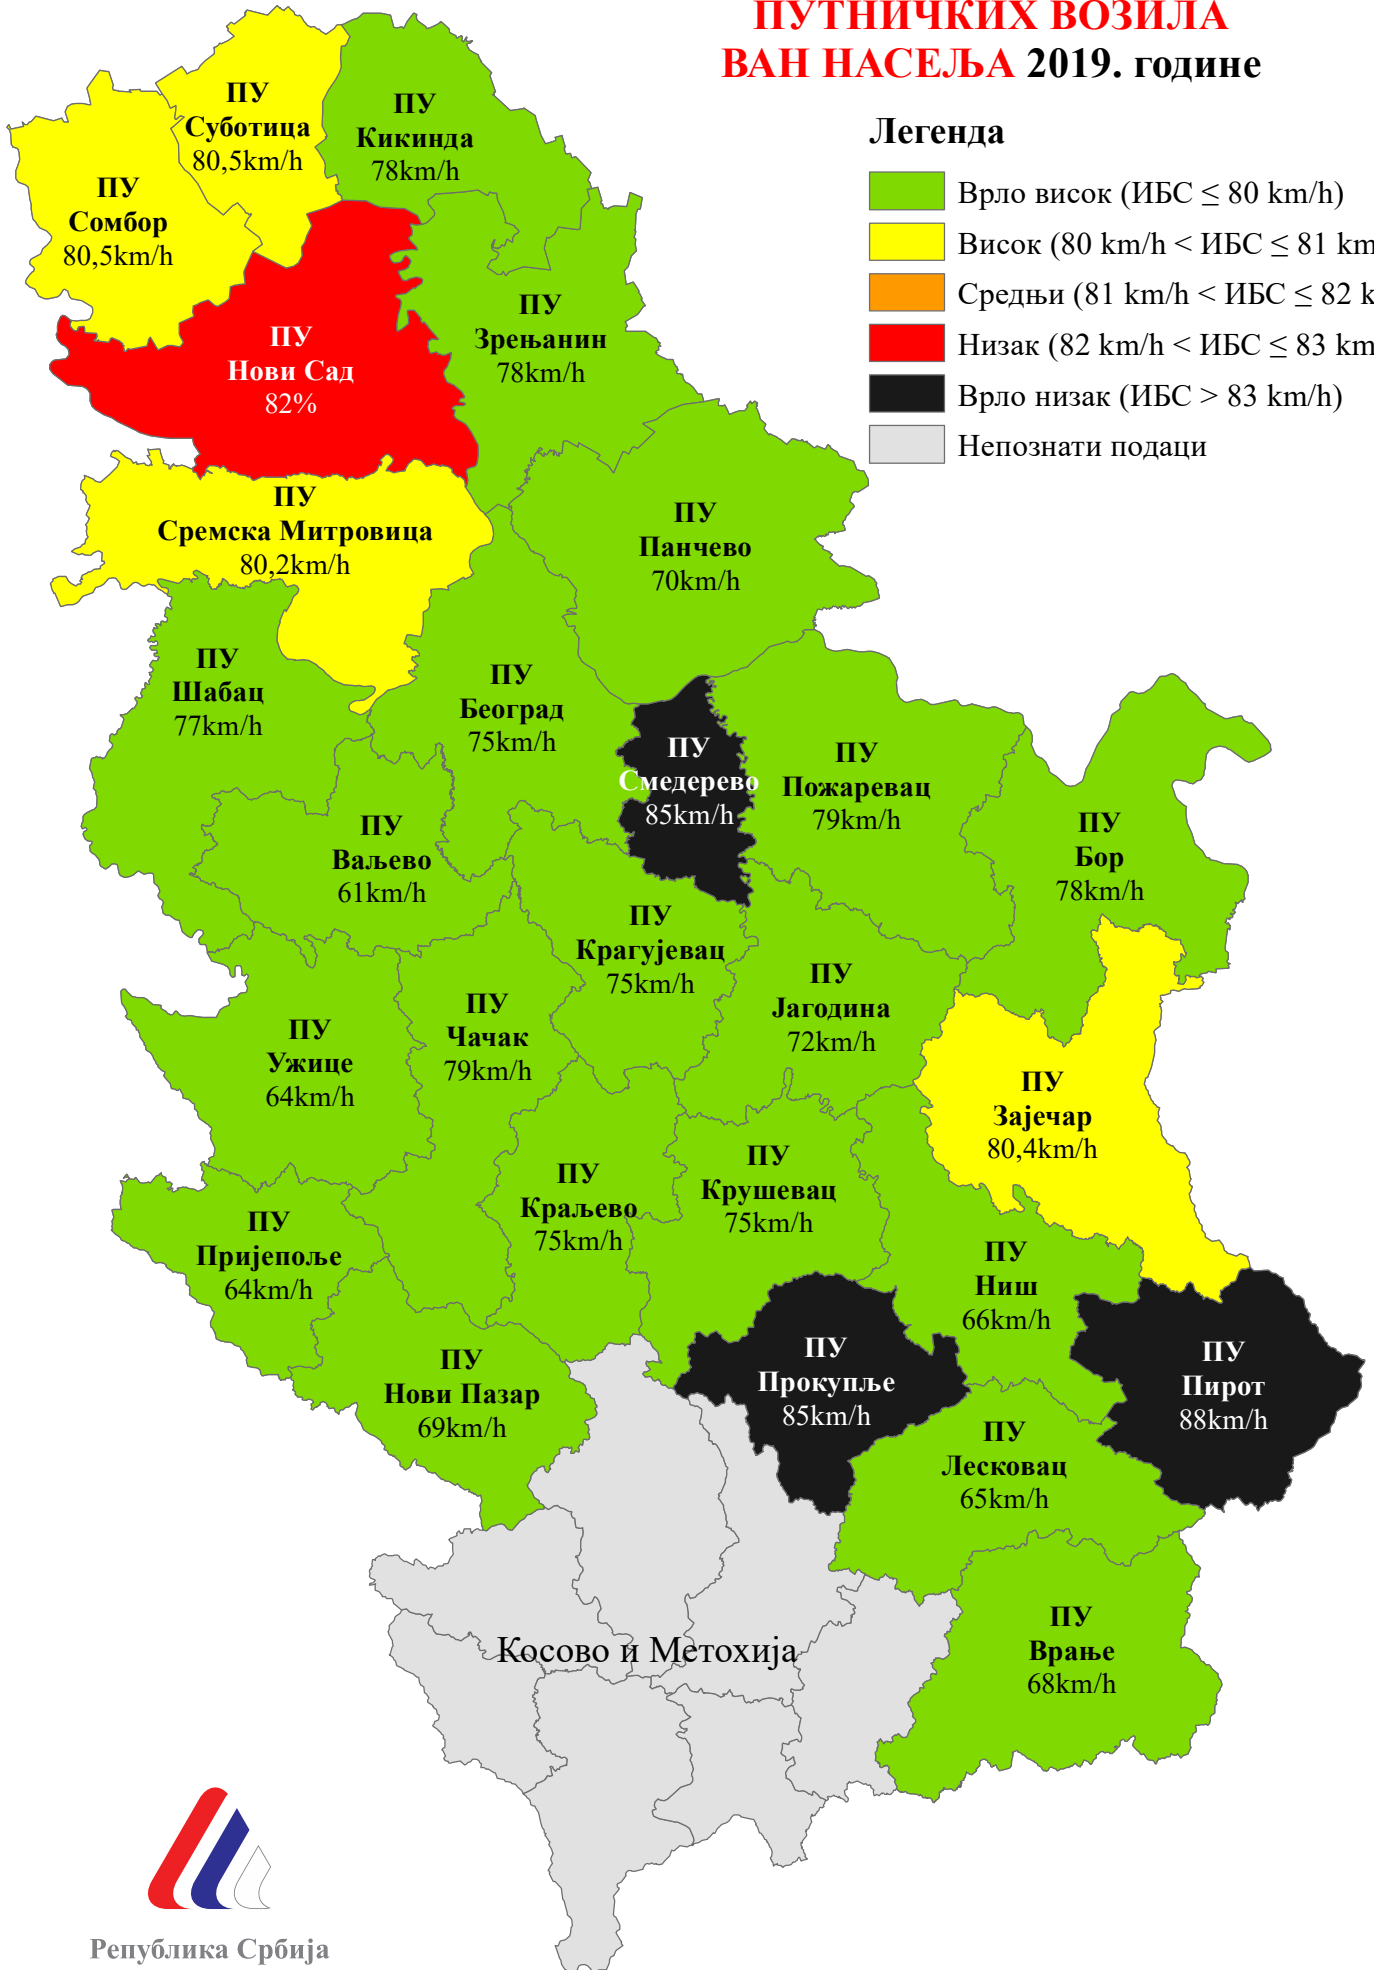 ПУТНИЧКИХ ВОЗИЛА
ВАН НАСЕЉА 2019. године
Легенда
Врло висок (ИБС ≤ 80 km/h)
Висок (80 km/h < ИБС ≤ 81 km
Средњи (81 km/h < ИБС ≤ 82 k
Низак (82 km/h < ИБС ≤ 83 km
Врло низак (ИБС > 83 km/h)
Непознати подаци
ПУ
Суботица
80,5km/h
ПУ
Кикинда
78km/h
ПУ
Сомбор
80,5km/h
ПУ
Зрењанин
78km/h
ПУ
Нови Сад
82%
ПУ
Сремска Митровица
80,2km/h
ПУ
Панчево
70km/h
ПУ
Шабац
77km/h
ПУ
Београд
75km/h
ПУ
Смедерево
85km/h
ПУ
Пожаревац
79km/h
ПУ
Ваљево
61km/h
ПУ
Бор
78km/h
ПУ
Крагујевац
75km/h
ПУ
Јагодина
72km/h
ПУ
Чачак
79km/h
ПУ
Ужице
64km/h
ПУ
Зајечар
80,4km/h
ПУ
Краљево
75km/h
ПУ
Крушевац
75km/h
ПУ
Пријепоље
64km/h
ПУ
Ниш
66km/h
ПУ
Нови Пазар
69km/h
ПУ
Прокупље
85km/h
ПУ
Пирот
88km/h
ПУ
Лесковац
65km/h
ПУ
Врање
68km/h
Косово и Метохија
Република Србија